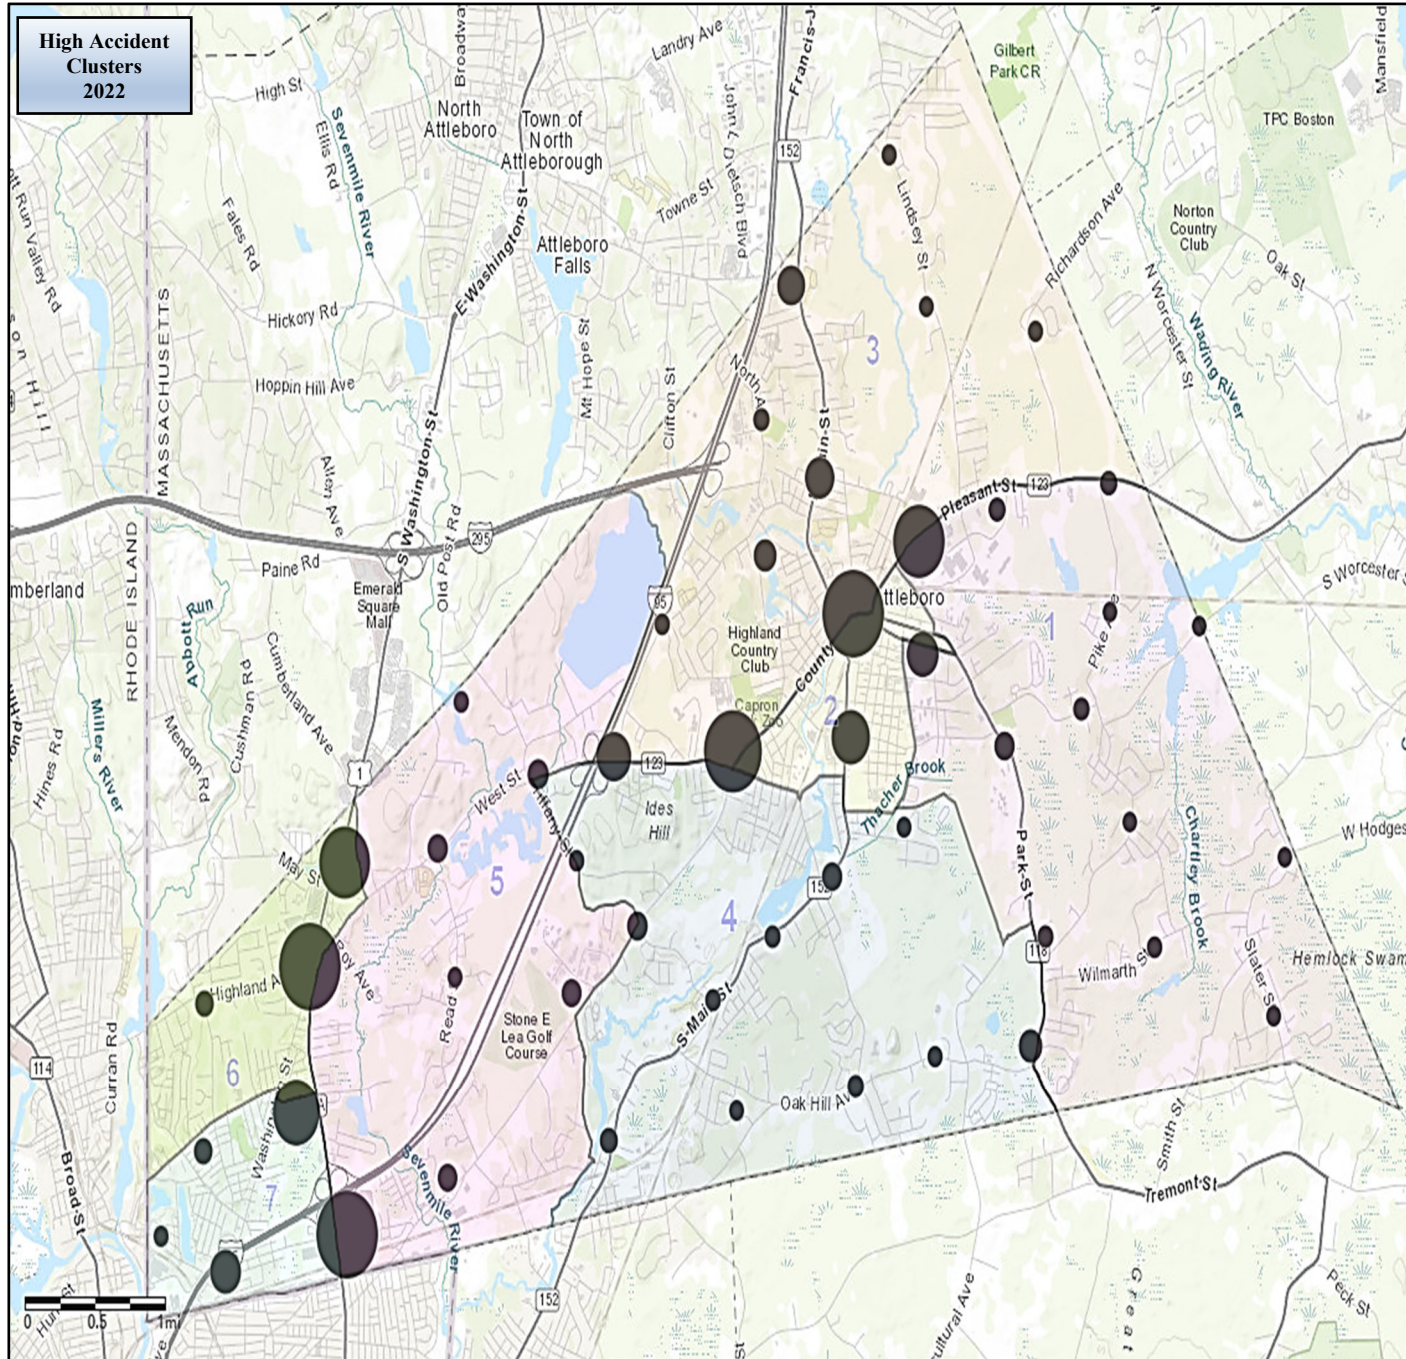 High Accident
Clusters
2022
High St
Ellis Rd
Sevenmile River
Broadway
North
Attleboro
Town of
North
Attleborough
Landry Ave
John L Dietsch Blvd
152
Gilbert
Park CR
Mansfield
TPC Boston
Fales Rd
Towne St
Lindsey St
Richardson Ave
Norton
Country
Club
Oak St
Attleboro
Falls
E-Washington-St
Hickory Rd
MASSACHUSETTS
Hoppin Hill Ave
Mt Hope St
Clifton St
3
N Worcester St
Wading River
Allen Ave
S Washington-St
Old Post Rd
295
Pleasant-St
123
RHODE ISLAND
Paine Rd
Emerald
Square
Mall
95
S Worcester S
mberland
Abbott Run
Cumberland Ave
Cushman Rd
Mendon Rd
Millers River
Hines Rd
Highland
Country
Club
County
ttleboro
1
Capron
Zoo
2
1
123
West St
Ides
Hill
Thacher Brook
Chartley Brook
W Hodges
May St
5
4
Park-St
Roy Ave
Highland A
Read
Stone E
Lea Golf
Course
S-Main-St
118
Wilmarth St
Slater S
Hemlock Swam
114
Curran Rd
6
Oak Hill Av
Smith St
Broad-St
7
Sevenmile River
Tremont-St
152
Peck St
Great
0 0.5 1mi